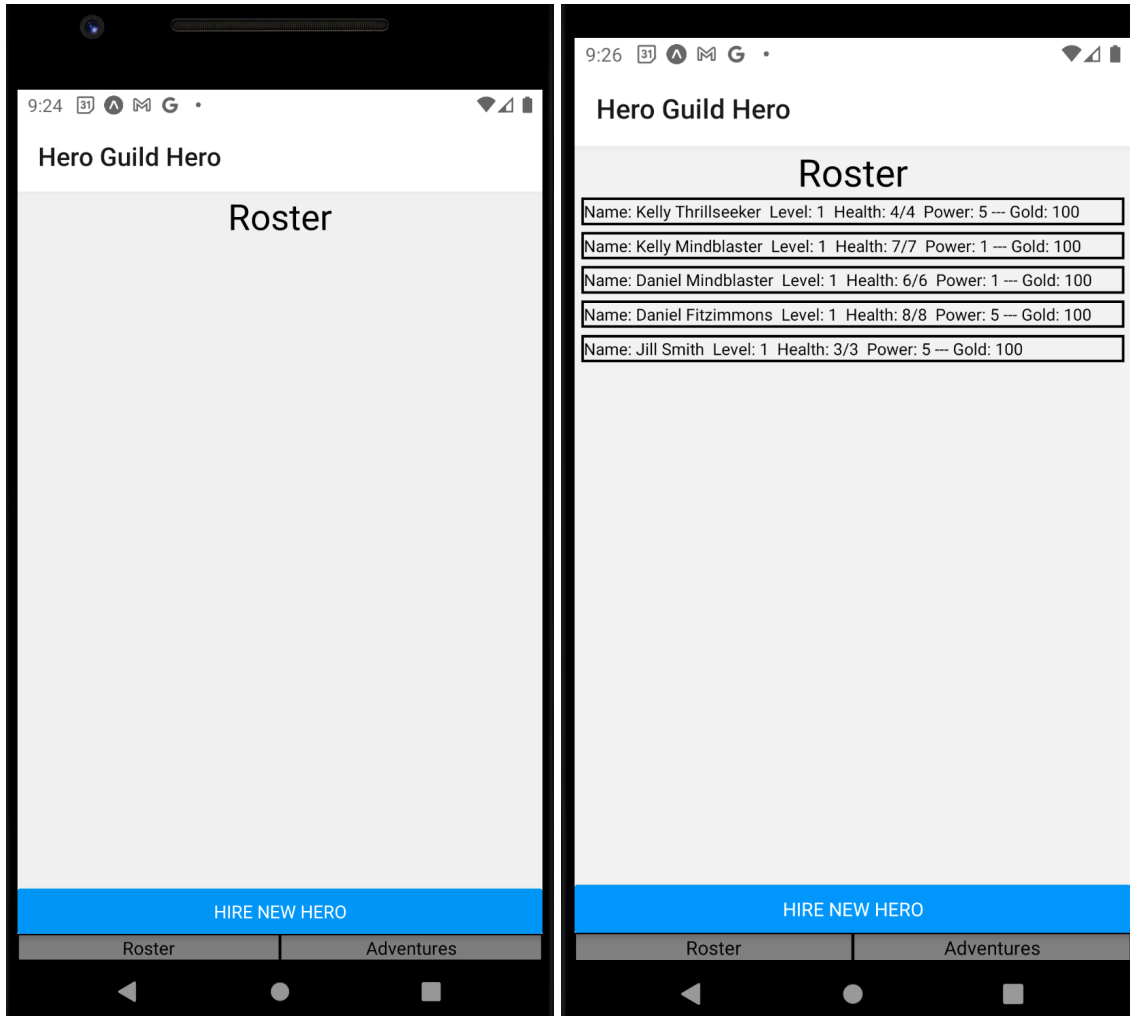 9:24 31 M G
Hero Guild Hero
Roster
HIRE NEW HERO
Roster Adventures
9:26 31 M G
Hero Guild Hero
Roster
Name: Kelly Thrillseeker Level: 1 Health: 4/4 Power: 5 --- Gold: 100
Name: Kelly Mindblaster Level: 1 Health: 7/7 Power: 1 --- Gold: 100
Name: Daniel Mindblaster Level: 1 Health: 6/6 Power: 1 --- Gold: 100
Name: Daniel Fitzimmons Level: 1 Health: 8/8 Power: 5 --- Gold: 100
Name: Jill Smith Level: 1 Health: 3/3 Power: 5 --- Gold: 100
HIRE NEW HERO
Roster Adventures